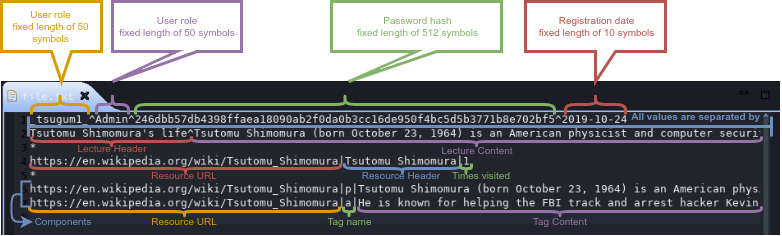 User role
fixed length of 50
symbols
User role
fixed length of 50 symbols
Password hash
fixed length of 512 symbols
Registration date
fixed length of 10 symbols
file.txt
1 tsugum1_^Admin^246dbb57db4398ffaea18090ab2f0da0b3cc16de950f4bc5d5b3771b8e702bf5^2019-10-24 All values are separated by ^
2 Tsutomu Shimomura's life^Tsutomu Shimomura (born October 23, 1964) is an American physicist and computer securi
Lecture Header
Lecture Content
*
https://en.wikipedia.org/wiki/Tsutomu_Shimomura|Tsutomu Shimomura|1
Resource URL
Resource Header
Times visited
*
https://en.wikipedia.org/wiki/Tsutomu_Shimomura|p|Tsutomu Shimomura (born October 23, 1964) is an American phys
https://en.wikipedia.org/wiki/Tsutomu_Shimomura|a|He is known for helping the FBI track and arrest hacker Kevin
Components
Resource URL
Tag name
Tag Content